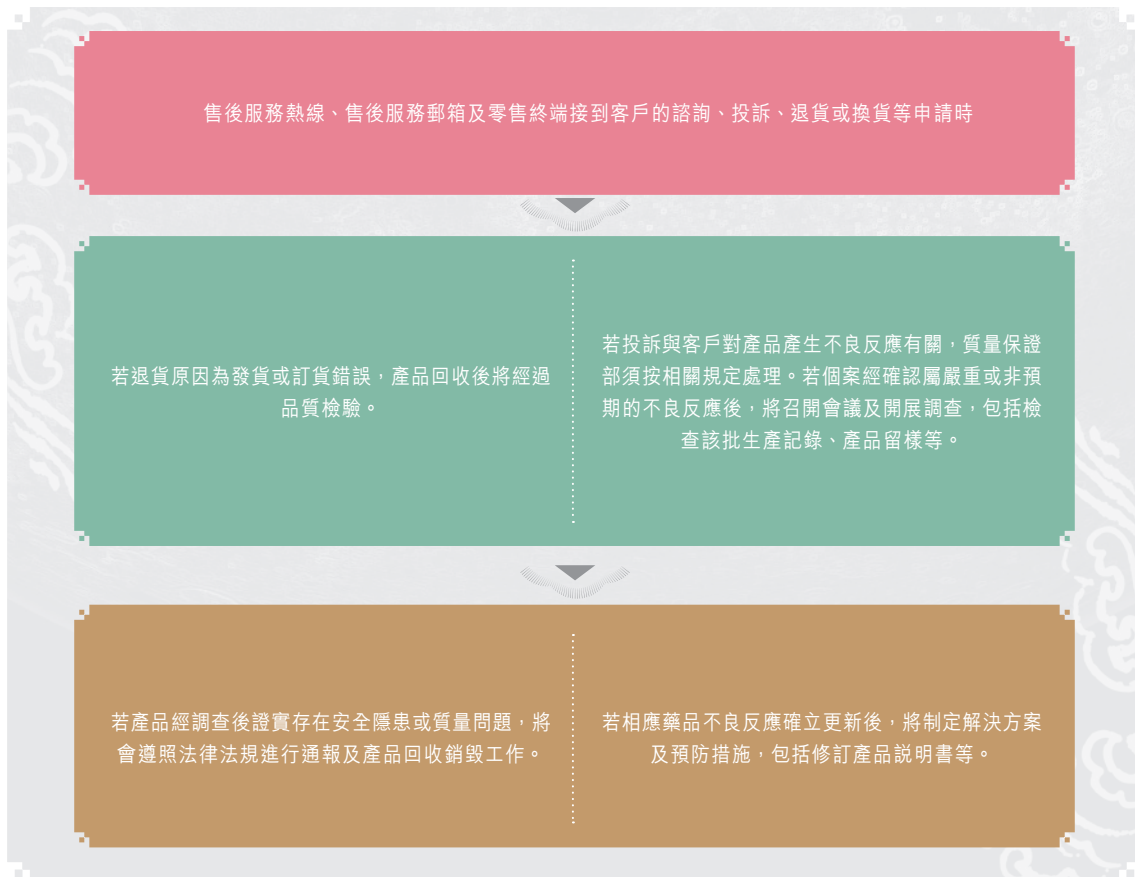 售後服務熱線、售後服務郵箱及零售終端接到客戶的諮詢、投訴、退貨或換貨等申請時
若退貨原因為發貨或訂貨錯誤，產品回收後將經過
品質檢驗。
若投訴與客戶對產品產生不良反應有關，質量保證
部須按相關規定處理。若個案經確認屬嚴重或非預
期的不良反應後，將召開會議及開展調查，包括檢
查該批生產記錄、產品留樣等。
若產品經調查後證實存在安全隱患或質量問題，將
會遵照法律法規進行通報及產品回收銷毀工作。
若相應藥品不良反應確立更新後，將制定解決方案
及預防措施，包括修訂產品説明書等。